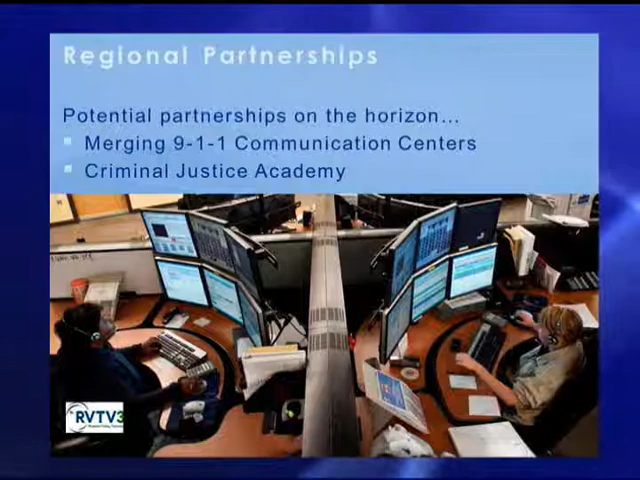 Regional Partnerships
Potential partnerships on the horizon...
Merging 9-1-1 Communication Centers
Criminal Justice Academy
RVTV3